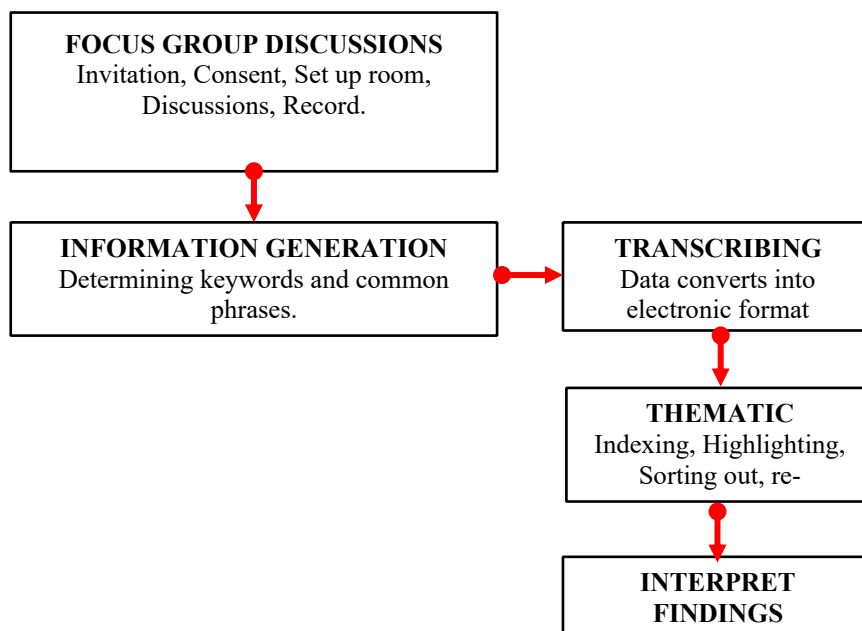 FOCUS GROUP DISCUSSIONS
Invitation, Consent, Set up room,
Discussions, Record.
INFORMATION GENERATION
Determining keywords and common
phrases.
TRANSCRIBING
Data converts into
electronic format
THEMATIC
Indexing, Highlighting,
Sorting out, re-
INTERPRET
FINDINGS